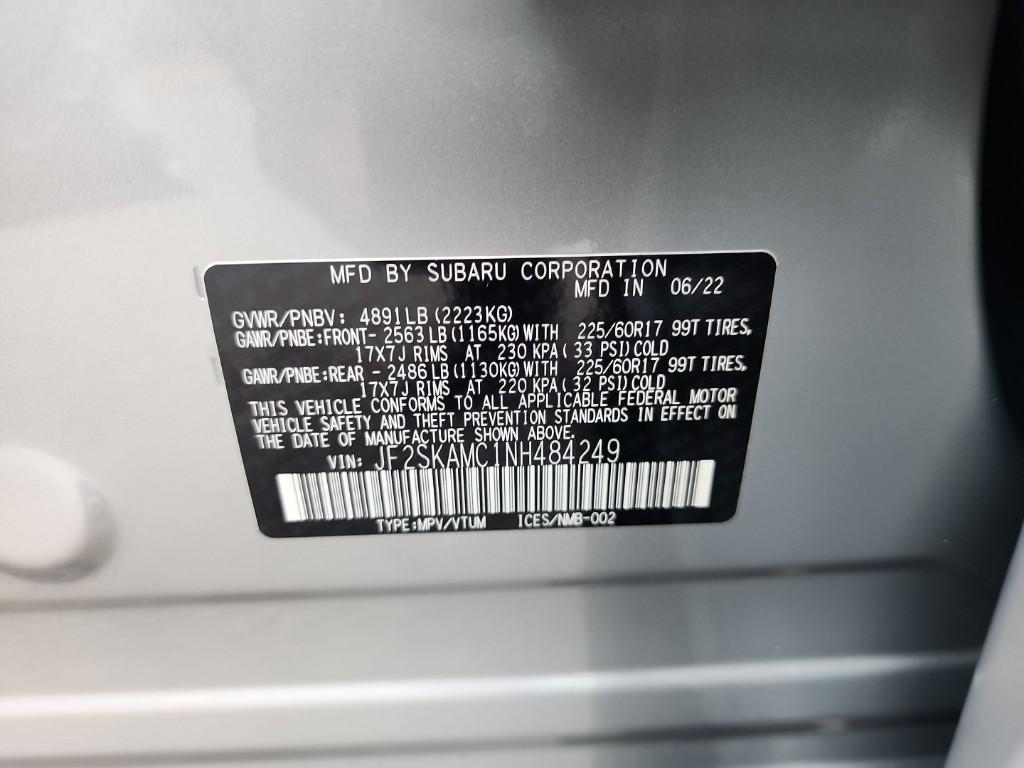 MFD BY SUBARU CORPORATION
MFD IN 06/22
GVWR/PNBV: 4891LB(2223KG)
GAWR/PNBE:FRONT- 2563LB(1165KG)WITH 225/60R17 99T TIRES,
17X7J RIMS AT 230 KPA( 33 PSI)COLD
GAWR/PNBE:REAR - 2486LB(1130KG)WITH 225/60R17 99T TIRES,
17X7J RIMS AT 220 KPA( 32 PSI)COLD
THIS VEHICLE CONFORMS TO ALL APPLICABLE FEDERAL MOTOR
VEHICLE SAFETY AND THEFT PREVENTION STANDARDS IN EFFECT ON
THE DATE OF MANUFACTURE SHOWN ABOVE.
VIN: JF2SKAMC1NH484249
TYPE:MPV/VTUM ICES/NMB-002